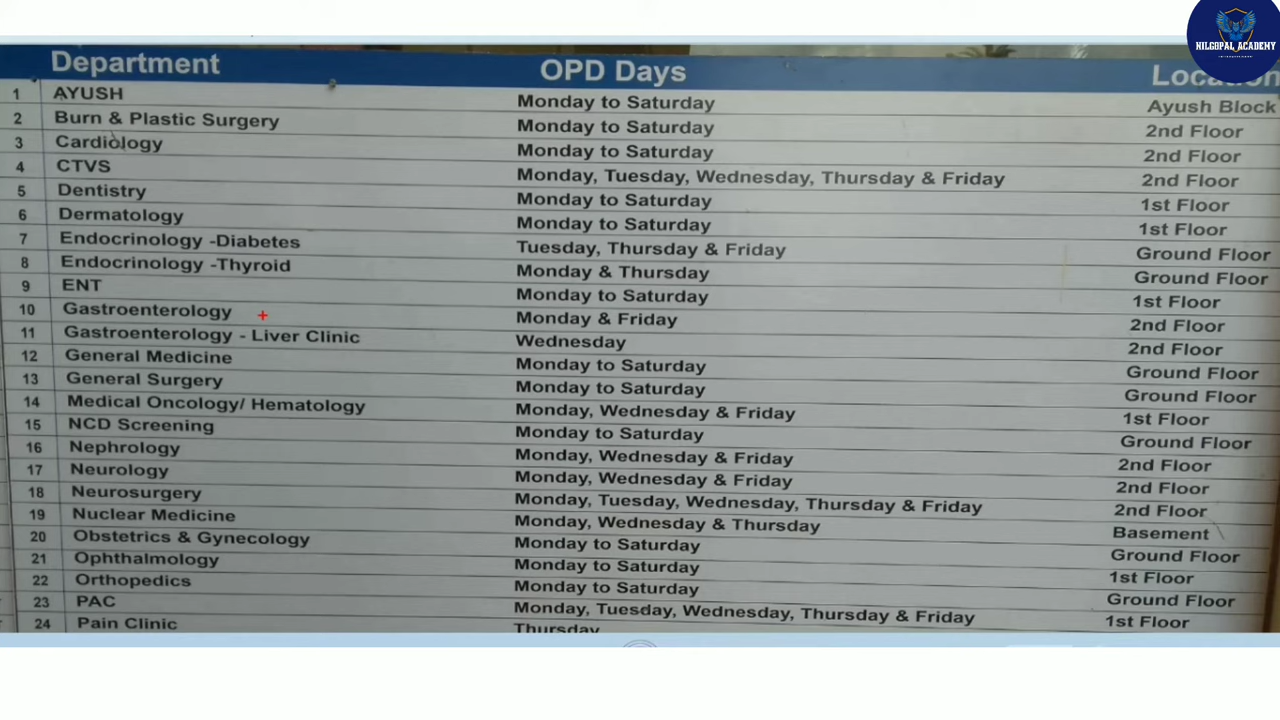 NILGOPAL ACADEMY
Department OPD Days Location
1 AYUSH Monday to Saturday Ayush Block
2 Burn & Plastic Surgery Monday to Saturday 2nd Floor
3 Cardiology Monday to Saturday 2nd Floor
4 CTVS Monday, Tuesday, Wednesday, Thursday & Friday 2nd Floor
5 Dentistry Monday to Saturday 1st Floor
6 Dermatology Monday to Saturday 1st Floor
7 Endocrinology -Diabetes Tuesday, Thursday & Friday Ground Floor
8 Endocrinology -Thyroid Monday & Thursday Ground Floor
9 ENT Monday to Saturday 1st Floor
10 Gastroenterology Monday & Friday 2nd Floor
11 Gastroenterology - Liver Clinic Wednesday 2nd Floor
12 General Medicine Monday to Saturday Ground Floor
13 General Surgery Monday to Saturday Ground Floor
14 Medical Oncology/ Hematology Monday, Wednesday & Friday 1st Floor
15 NCD Screening Monday to Saturday Ground Floor
16 Nephrology Monday, Wednesday & Friday 2nd Floor
17 Neurology Monday, Wednesday & Friday 2nd Floor
18 Neurosurgery Monday, Tuesday, Wednesday, Thursday & Friday 2nd Floor
19 Nuclear Medicine Monday, Wednesday & Thursday Basement
20 Obstetrics & Gynecology Monday to Saturday Ground Floor
21 Ophthalmology Monday to Saturday 1st Floor
22 Orthopedics Monday to Saturday Ground Floor
23 PAC Monday, Tuesday, Wednesday, Thursday & Friday 1st Floor
24 Pain Clinic Thursday